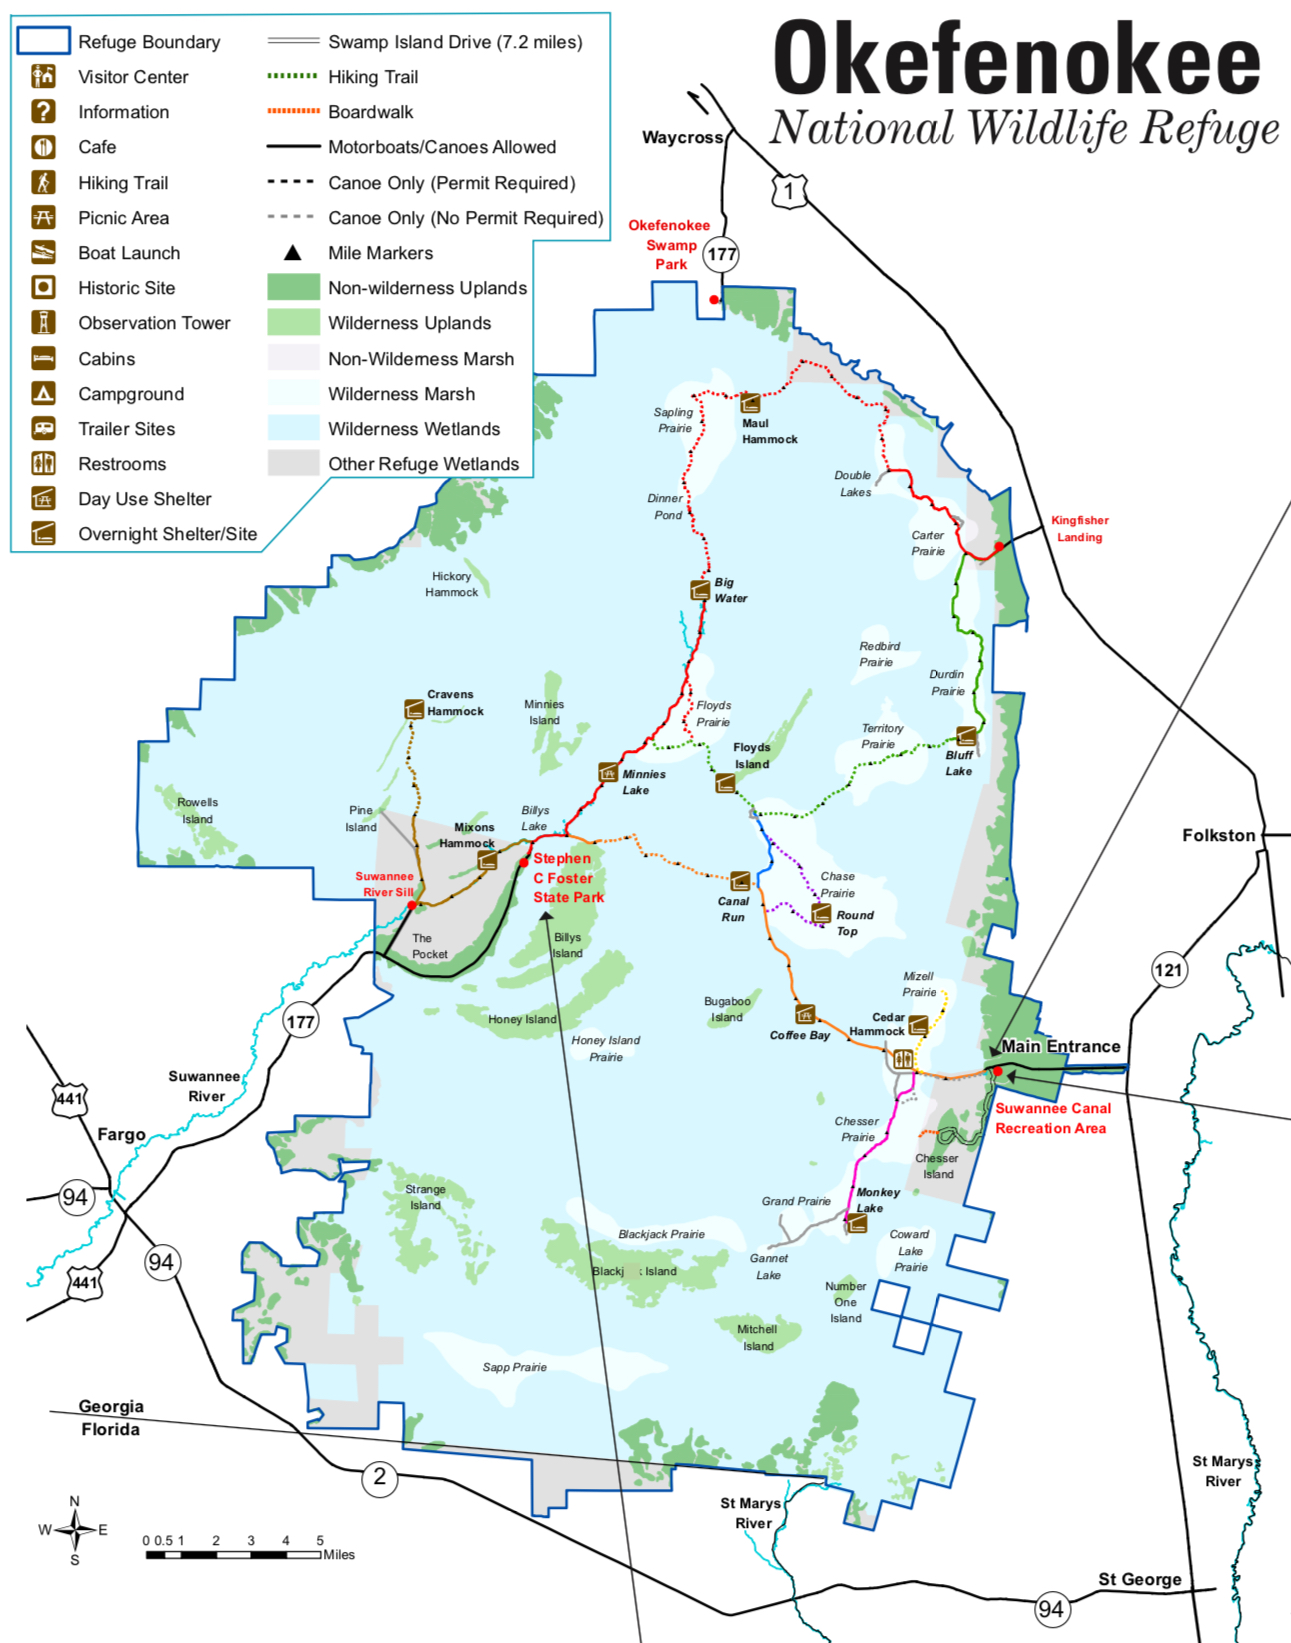 Okefenokee
National Wildlife Refuge
Refuge Boundary
Visitor Center
Information
Cafe
Hiking Trail
Picnic Area
Boat Launch
Historic Site
Observation Tower
Cabins
Campground
Trailer Sites
Restrooms
Day Use Shelter
Overnight Shelter/Site
Swamp Island Drive (7.2 miles)
Hiking Trail
Boardwalk
Motorboats/Canoes Allowed
Canoe Only (Permit Required)
Canoe Only (No Permit Required)
Mile Markers
Non-wilderness Uplands
Wilderness Uplands
Non-Wilderness Marsh
Wilderness Marsh
Wilderness Wetlands
Other Refuge Wetlands
?
Waycross
1
Okefenokee
Swamp
Park
177
Sapling
Prairie
Maul
Hammock
Double
Lakes
Dinner
Pond
Carter
Prairie
Kingfisher
Landing
Hickory
Hammock
Big
Water
Redbird
Prairie
Durdin
Prairie
Cravens
Hammock
Minnies
Island
Floyds
Prairie
Territory
Prairie
Floyds
Island
Bluff
Lake
Minnies
Lake
Rowells
Island
Pine
Island
Billys
Lake
Mixons
Hammock
Folkston
Stephen
C Foster
State Park
Suwannee
River Sill
Chase
Prairie
Canal
Run
Round
Top
The
Pocket
Billys
Island
121
Mizell
Prairie
177
Honey Island
Bugaboo
Island
Cedar
Hammock
Coffee Bay
Honey Island
Prairie
Main Entrance
Suwannee
River
441
Suwannee Canal
Recreation Area
Fargo
Chesser
Prairie
Chesser
Island
94
Strange
Island
Monkey
Lake
Grand Prairie
Blackjack Prairie
Coward
Lake
Prairie
Gannet
Lake
94
441
Blackj k Island
Number
One
Island
Mitchell
Island
Sapp Prairie
Georgia
Florida
2
St Marys
River
St Marys
River
N
W
E
S
0 0.5 1 2 3 4 5
Miles
St George
94